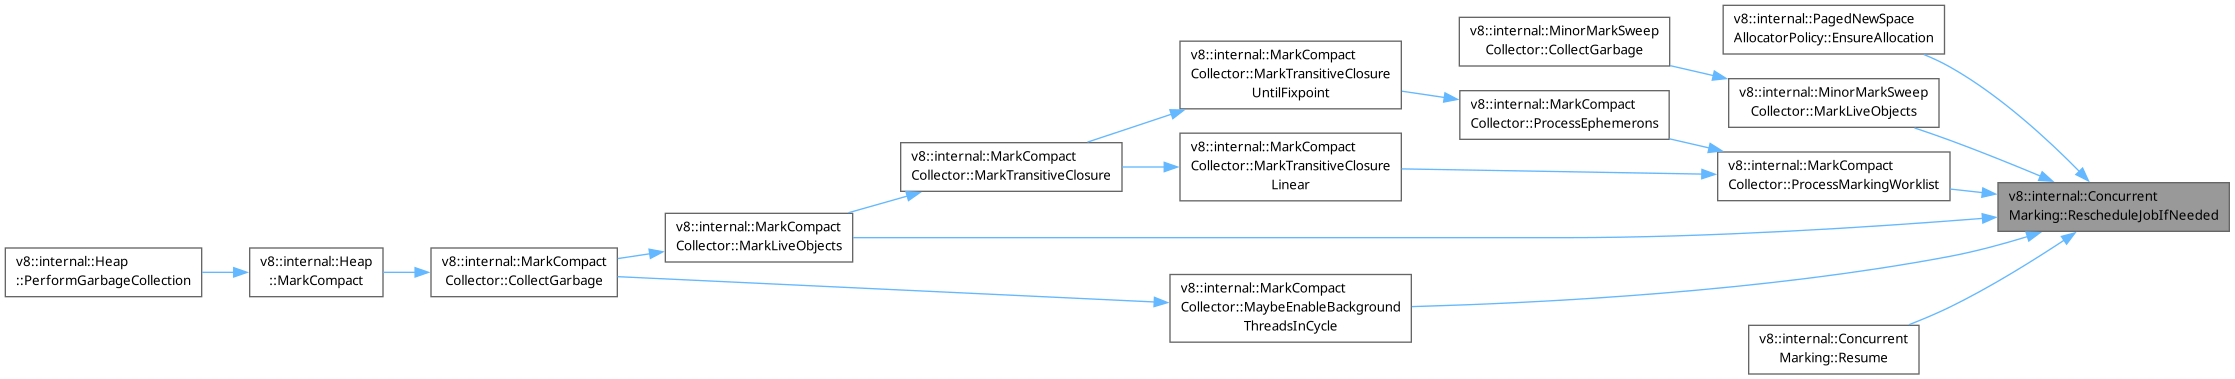 v8::internal::PagedNewSpace
AllocatorPolicy::EnsureAllocation
v8::internal::MinorMarkSweep
Collector::CollectGarbage
v8::internal::MarkCompact
Collector::MarkTransitiveClosure
UntilFixpoint
v8::internal::MinorMarkSweep
Collector::MarkLiveObjects
v8::internal::MarkCompact
Collector::ProcessEphemerons
v8::internal::MarkCompact
Collector::MarkTransitiveClosure
Linear
v8::internal::MarkCompact
Collector::MarkTransitiveClosure
v8::internal::MarkCompact
Collector::ProcessMarkingWorklist
v8::internal::Concurrent
Marking::RescheduleJobIfNeeded
v8::internal::MarkCompact
Collector::MarkLiveObjects
v8::internal::Heap
::PerformGarbageCollection
v8::internal::Heap
::MarkCompact
v8::internal::MarkCompact
Collector::CollectGarbage
v8::internal::MarkCompact
Collector::MaybeEnableBackground
ThreadsInCycle
v8::internal::Concurrent
Marking::Resume